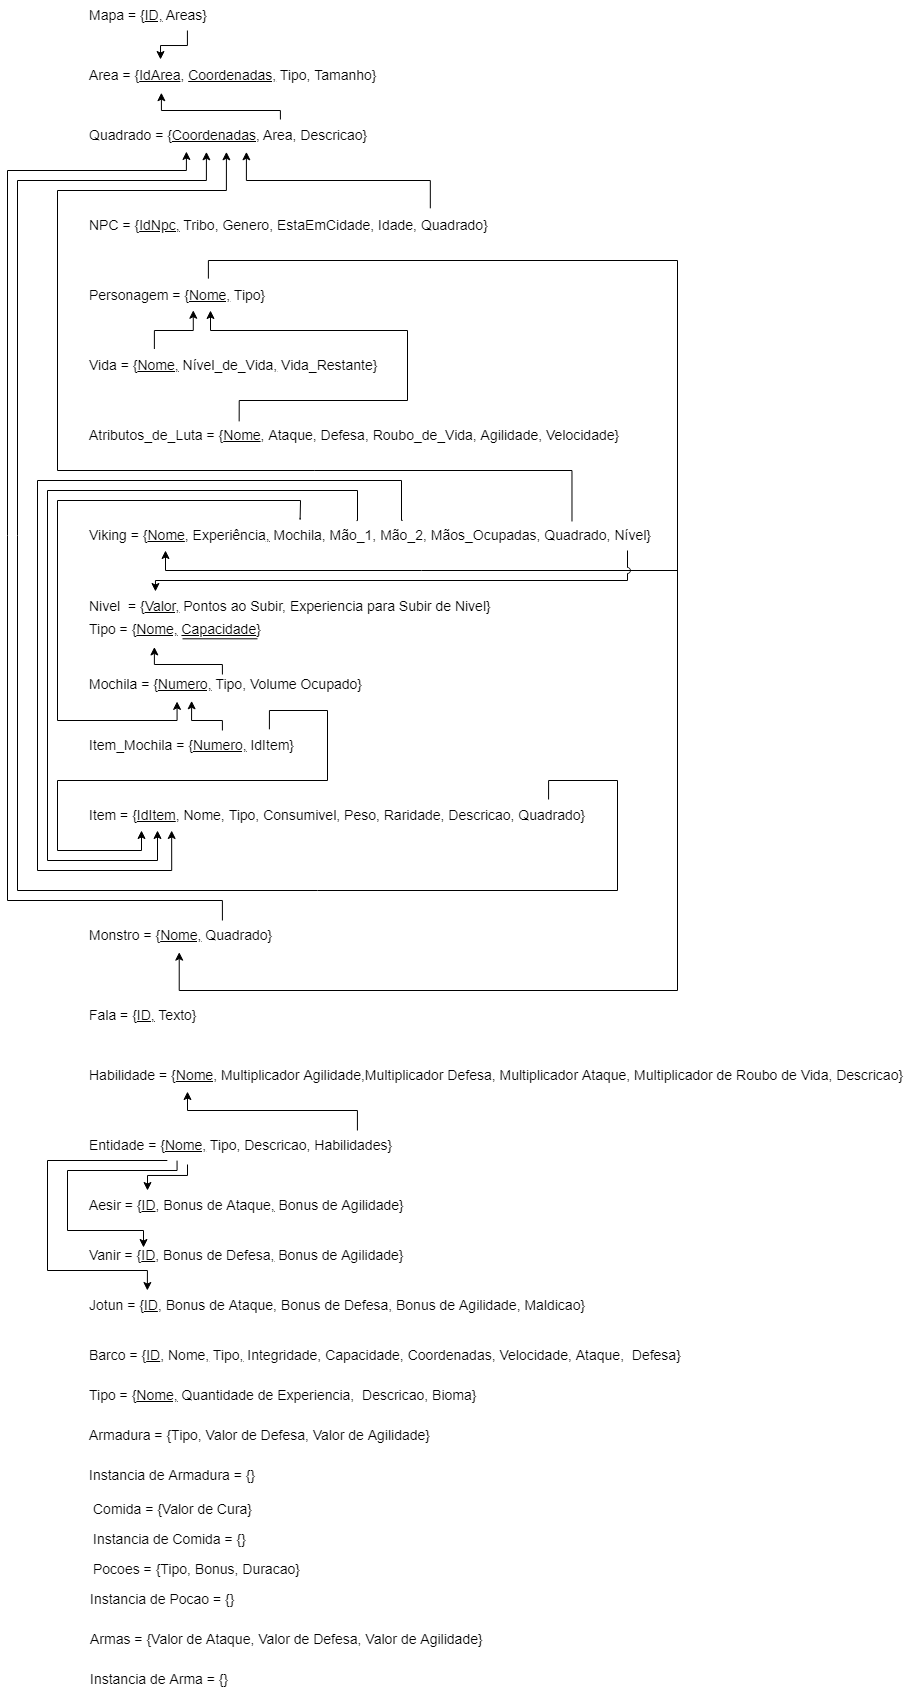 Mapa = {ID, Areas}
Area = {IdArea, Coordenadas, Tipo, Tamanho}
Quadrado = {Coordenadas, Area, Descricao}
NPC = {IdNpc, Tribo, Genero, EstaEmCidade, Idade, Quadrado}
Personagem = {Nome, Tipo}
Vida = {Nome, Nível_de_Vida, Vida_Restante}
Atributos_de_Luta = {Nome, Ataque, Defesa, Roubo_de_Vida, Agilidade, Velocidade}
Viking = {Nome, Experiência, Mochila, Mão_1, Mão_2, Mãos_Ocupadas, Quadrado, Nível}
Nivel  = {Valor, Pontos ao Subir, Experiencia para Subir de Nivel}
Tipo = {Nome, Capacidade}
Mochila = {Numero, Tipo, Volume Ocupado}
Item_Mochila = {Numero, IdItem}
Item = {IdItem, Nome, Tipo, Consumivel, Peso, Raridade, Descricao, Quadrado}
Monstro = {Nome, Quadrado}
Fala = {ID, Texto}
Habilidade = {Nome, Multiplicador Agilidade,Multiplicador Defesa, Multiplicador Ataque, Multiplicador de Roubo de Vida, Descricao}
Entidade = {Nome, Tipo, Descricao, Habilidades}
Aesir = {ID, Bonus de Ataque, Bonus de Agilidade}
Vanir = {ID, Bonus de Defesa, Bonus de Agilidade}
Jotun = {ID, Bonus de Ataque, Bonus de Defesa, Bonus de Agilidade, Maldicao}
Barco = {ID, Nome, Tipo, Integridade, Capacidade, Coordenadas, Velocidade, Ataque,  Defesa}
Tipo = {Nome, Quantidade de Experiencia,  Descricao, Bioma}
Armadura = {Tipo, Valor de Defesa, Valor de Agilidade}
Instancia de Armadura = {}
Comida = {Valor de Cura}
Instancia de Comida = {}
Pocoes = {Tipo, Bonus, Duracao}
Instancia de Pocao = {}
Armas = {Valor de Ataque, Valor de Defesa, Valor de Agilidade}
Instancia de Arma = {}